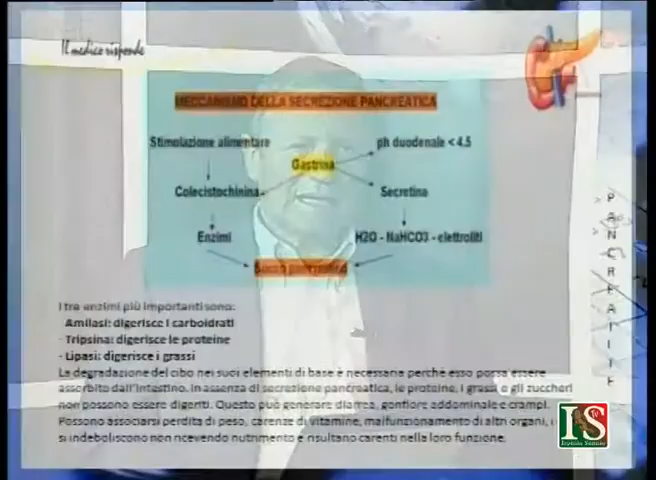 Il medico risponde
MECCANISMO DELLA SECREZIONE PANCREATICA
Stimolazione alimentare
ph duodenale < 4.5
Gastrina
Colecistochinina
Secretina
Enzimi
H2O - NaHCO3 - elettroliti
Succo pancreatico
PANCREATITE
I tre enzimi più importanti sono:
- Amilasi: digerisce i carboidrati
- Tripsina: digerisce le proteine
- Lipasi: digerisce i grassi
La degradazione del cibo nei suoi elementi di base è necessaria perchè esso possa essere
assorbito dall'intestino. In assenza di secrezione pancreatica, le proteine, i grassi e gli zuccheri
non possono essere digeriti. Questo può generare diarrea, gonfiore addominale e crampi.
Possono associarsi perdita di peso, carenze di vitamine, malfunzionamento di altri organi, i
si indeboliscono non ricevendo nutrimento e risultano carenti nella loro funzione.
IS